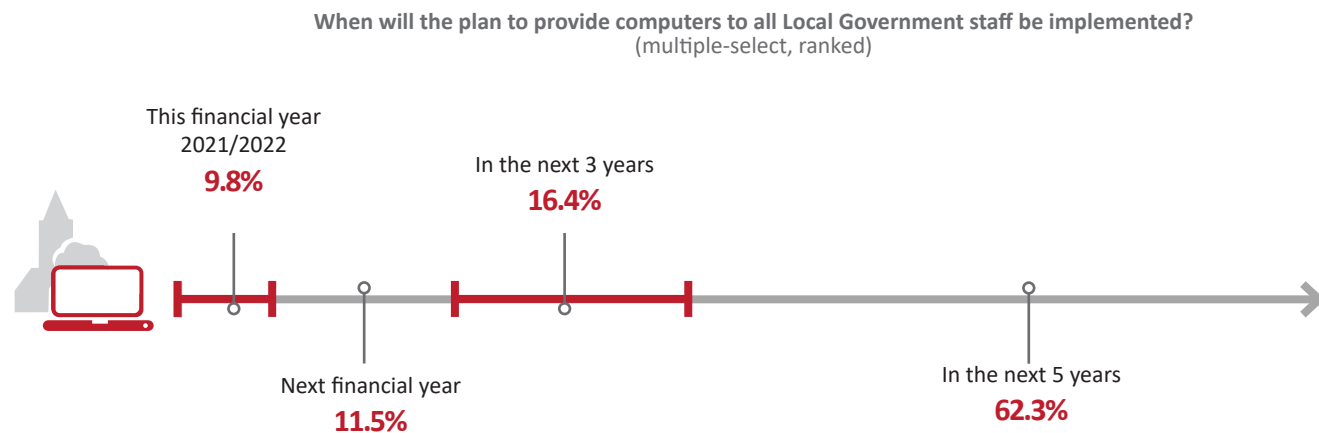 When will the plan to provide computers to all Local Government staff be implemented?
(multiple-select, ranked)
This financial year
2021/2022
9.8%
In the next 3 years
16.4%
Next financial year
11.5%
In the next 5 years
62.3%